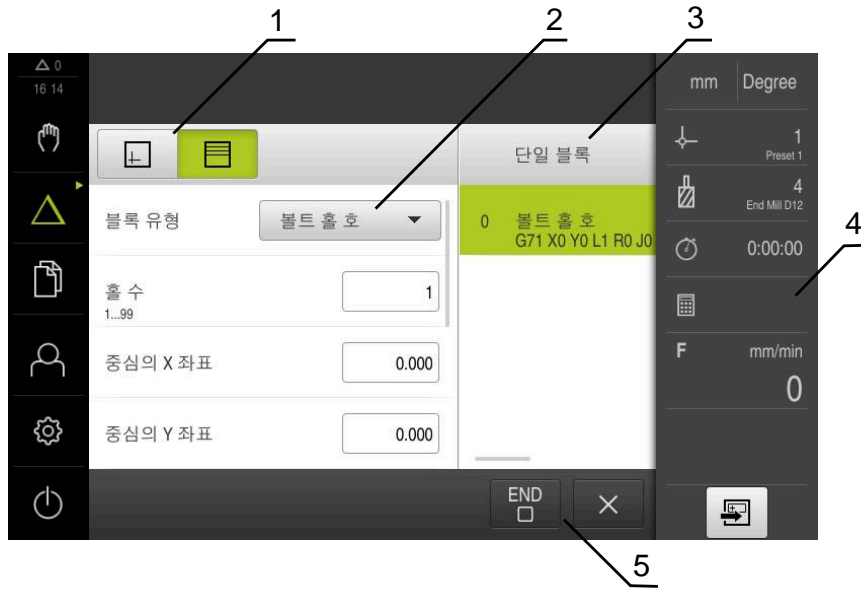 1
2
3
0
16 14
mm Degree
단일 블록
1
Preset 1
4
End Mill D12
블록 유형
볼트 홀 호
0 볼트 홀 호
G71 X0 Y0 L1 R0 J0
4
0:00:00
홀 수
1...99
1
F mm/min
0
중심의 X 좌표
0.000
중심의 Y 좌표
0.000
END
5